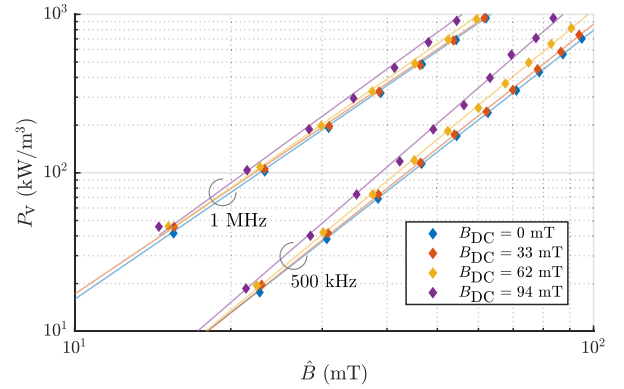 10³
10²
10¹
P_V (kW/m³)
1 MHz
500 kHz
B_DC = 0 mT
B_DC = 33 mT
B_DC = 62 mT
B_DC = 94 mT
10¹ 10²
B̂ (mT)